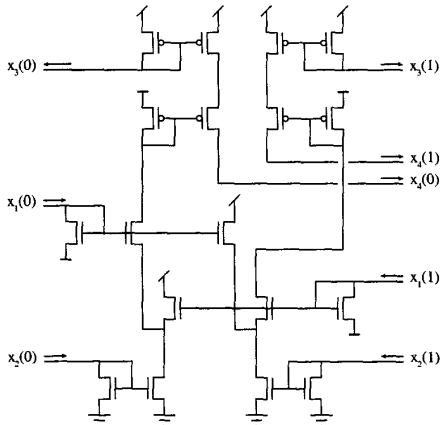 x₃(0)
x₃(1)
x₄(1)
x₄(0)
x₁(0)
x₁(1)
x₂(0)
x₂(1)